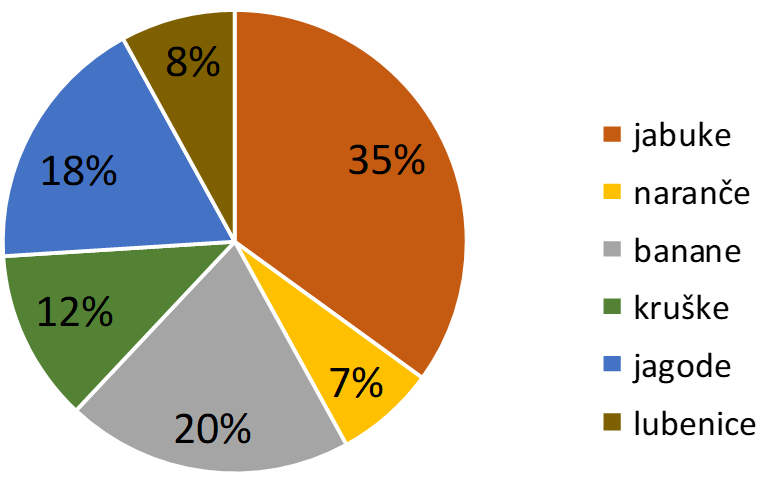 8%
35%
18%
12%
7%
20%
jabuke
naranče
banane
kruške
jagode
lubenice